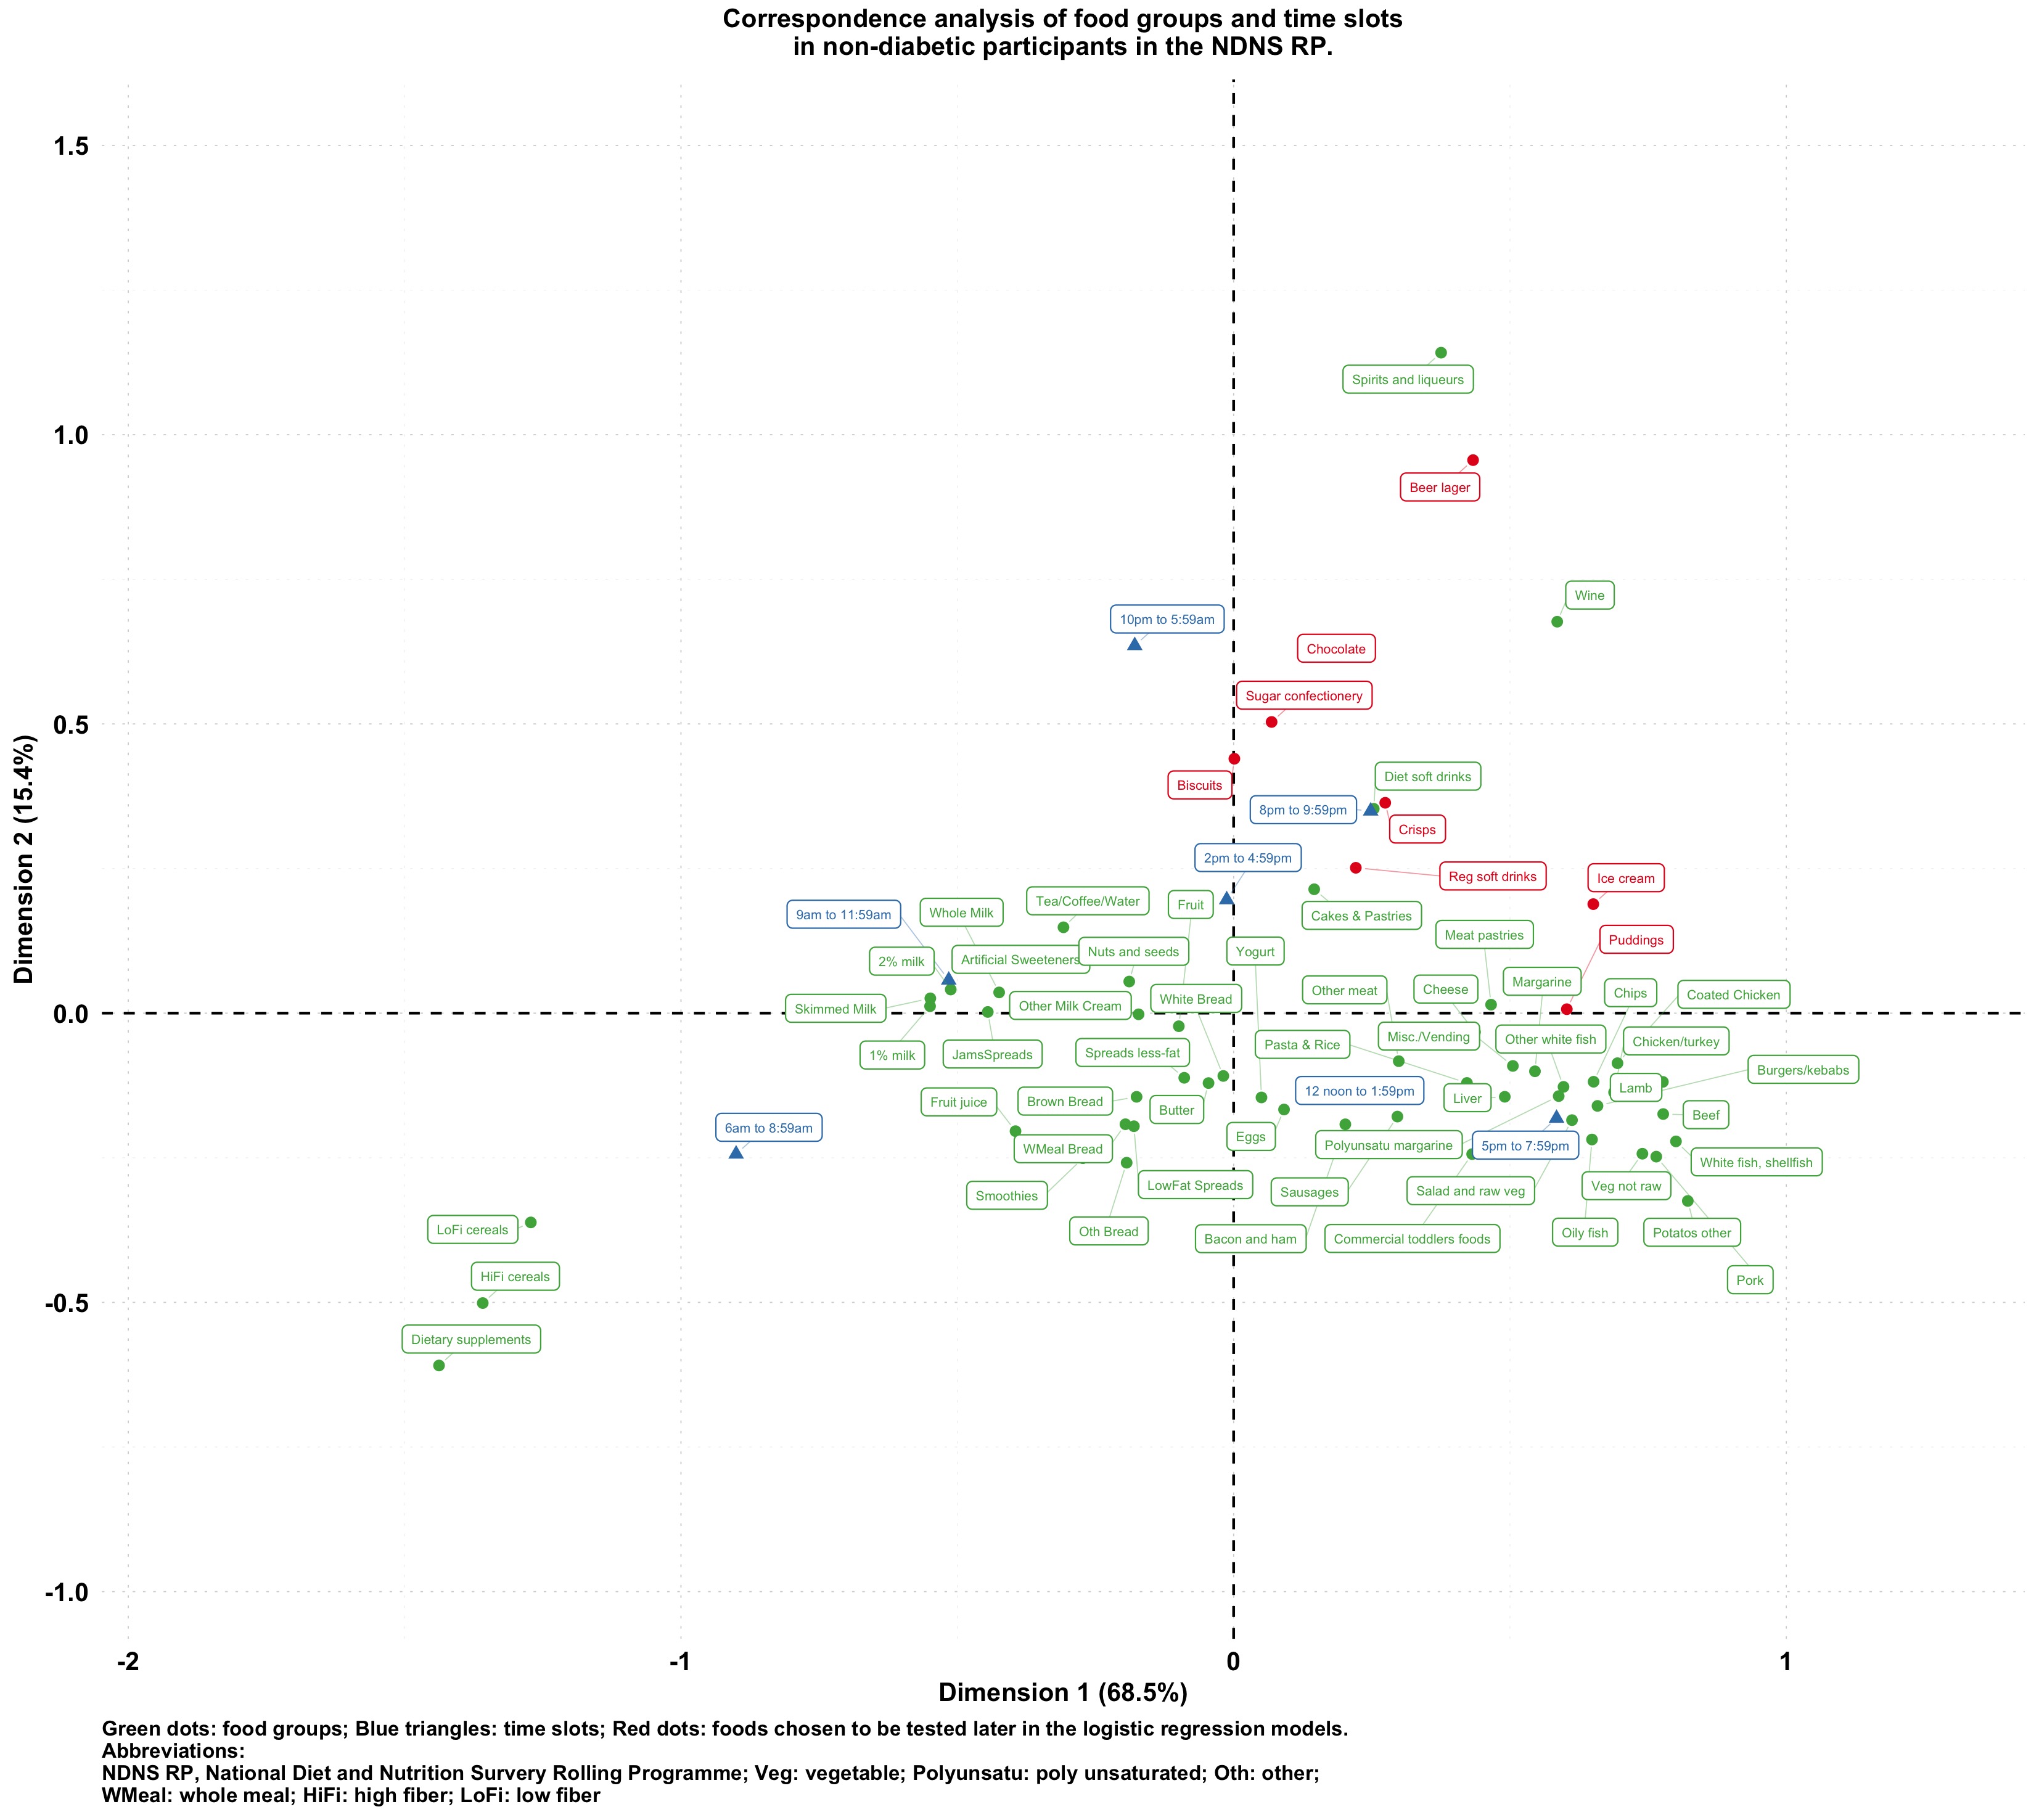 Correspondence analysis of food groups and time slots
in non-diabetic participants in the NDNS RP.
Dimension 2 (15.4%)
1.5
1.0
0.5
0.0
-0.5
-1.0
Spirits and liqueurs
Beer lager
Wine
10pm to 5:59am
Chocolate
Sugar confectionery
Biscuits
Diet soft drinks
8pm to 9:59pm
Crisps
2pm to 4:59pm
Reg soft drinks
Ice cream
9am to 11:59am
Whole Milk
Tea/Coffee/Water
Fruit
Cakes & Pastries
Meat pastries
Puddings
2% milk
Artificial Sweeteners
Nuts and seeds
Yogurt
Skimmed Milk
Other Milk Cream
White Bread
Other meat
Cheese
Margarine
Chips
Coated Chicken
1% milk
JamsSpreads
Spreads less-fat
Pasta & Rice
Misc./Vending
Other white fish
Chicken/turkey
Burgers/kebabs
Fruit juice
Brown Bread
Butter
12 noon to 1:59pm
Liver
Lamb
Beef
6am to 8:59am
WMeal Bread
Eggs
Polyunsatu margarine
5pm to 7:59pm
White fish, shellfish
Smoothies
LowFat Spreads
Sausages
Salad and raw veg
Veg not raw
LoFi cereals
Oth Bread
Bacon and ham
Commercial toddlers foods
Oily fish
Potatos other
HiFi cereals
Pork
Dietary supplements
-2
-1
0
1
Dimension 1 (68.5%)
Green dots: food groups; Blue triangles: time slots; Red dots: foods chosen to be tested later in the logistic regression models.
Abbreviations:
NDNS RP, National Diet and Nutrition Survery Rolling Programme; Veg: vegetable; Polyunsatu: poly unsaturated; Oth: other;
WMeal: whole meal; HiFi: high fiber; LoFi: low fiber